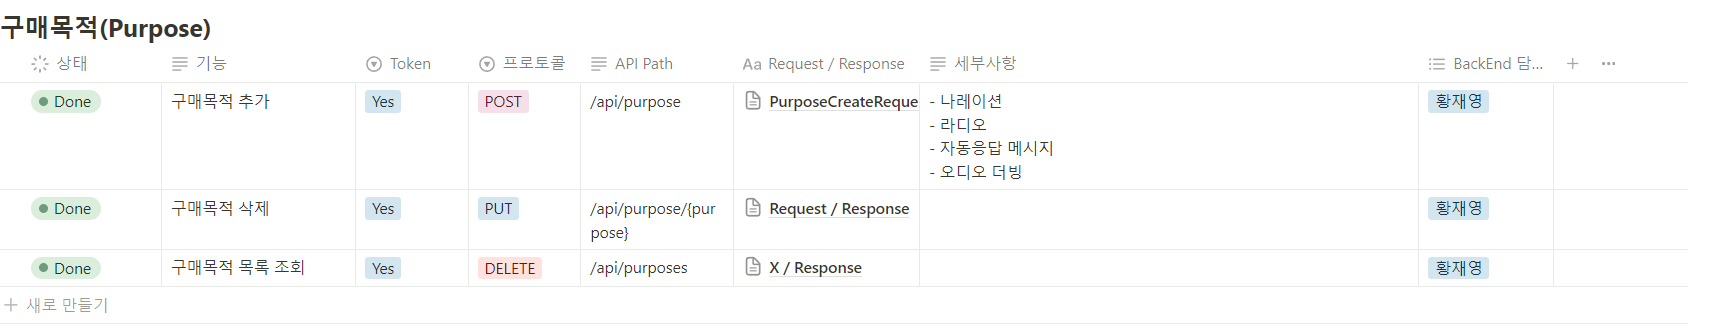 구매목적(Purpose)
상태 기능 Token 프로토콜 API Path Aa Request / Response 세부사항 BackEnd 담...
Done 구매목적 추가 Yes POST /api/purpose PurposeCreateReque - 나레이션 황재영
- 라디오
- 자동응답 메시지
- 오디오 더빙
Done 구매목적 삭제 Yes PUT /api/purpose/{pur Request / Response 황재영
pose}
Done 구매목적 목록 조회 Yes DELETE /api/purposes X / Response 황재영
새로 만들기